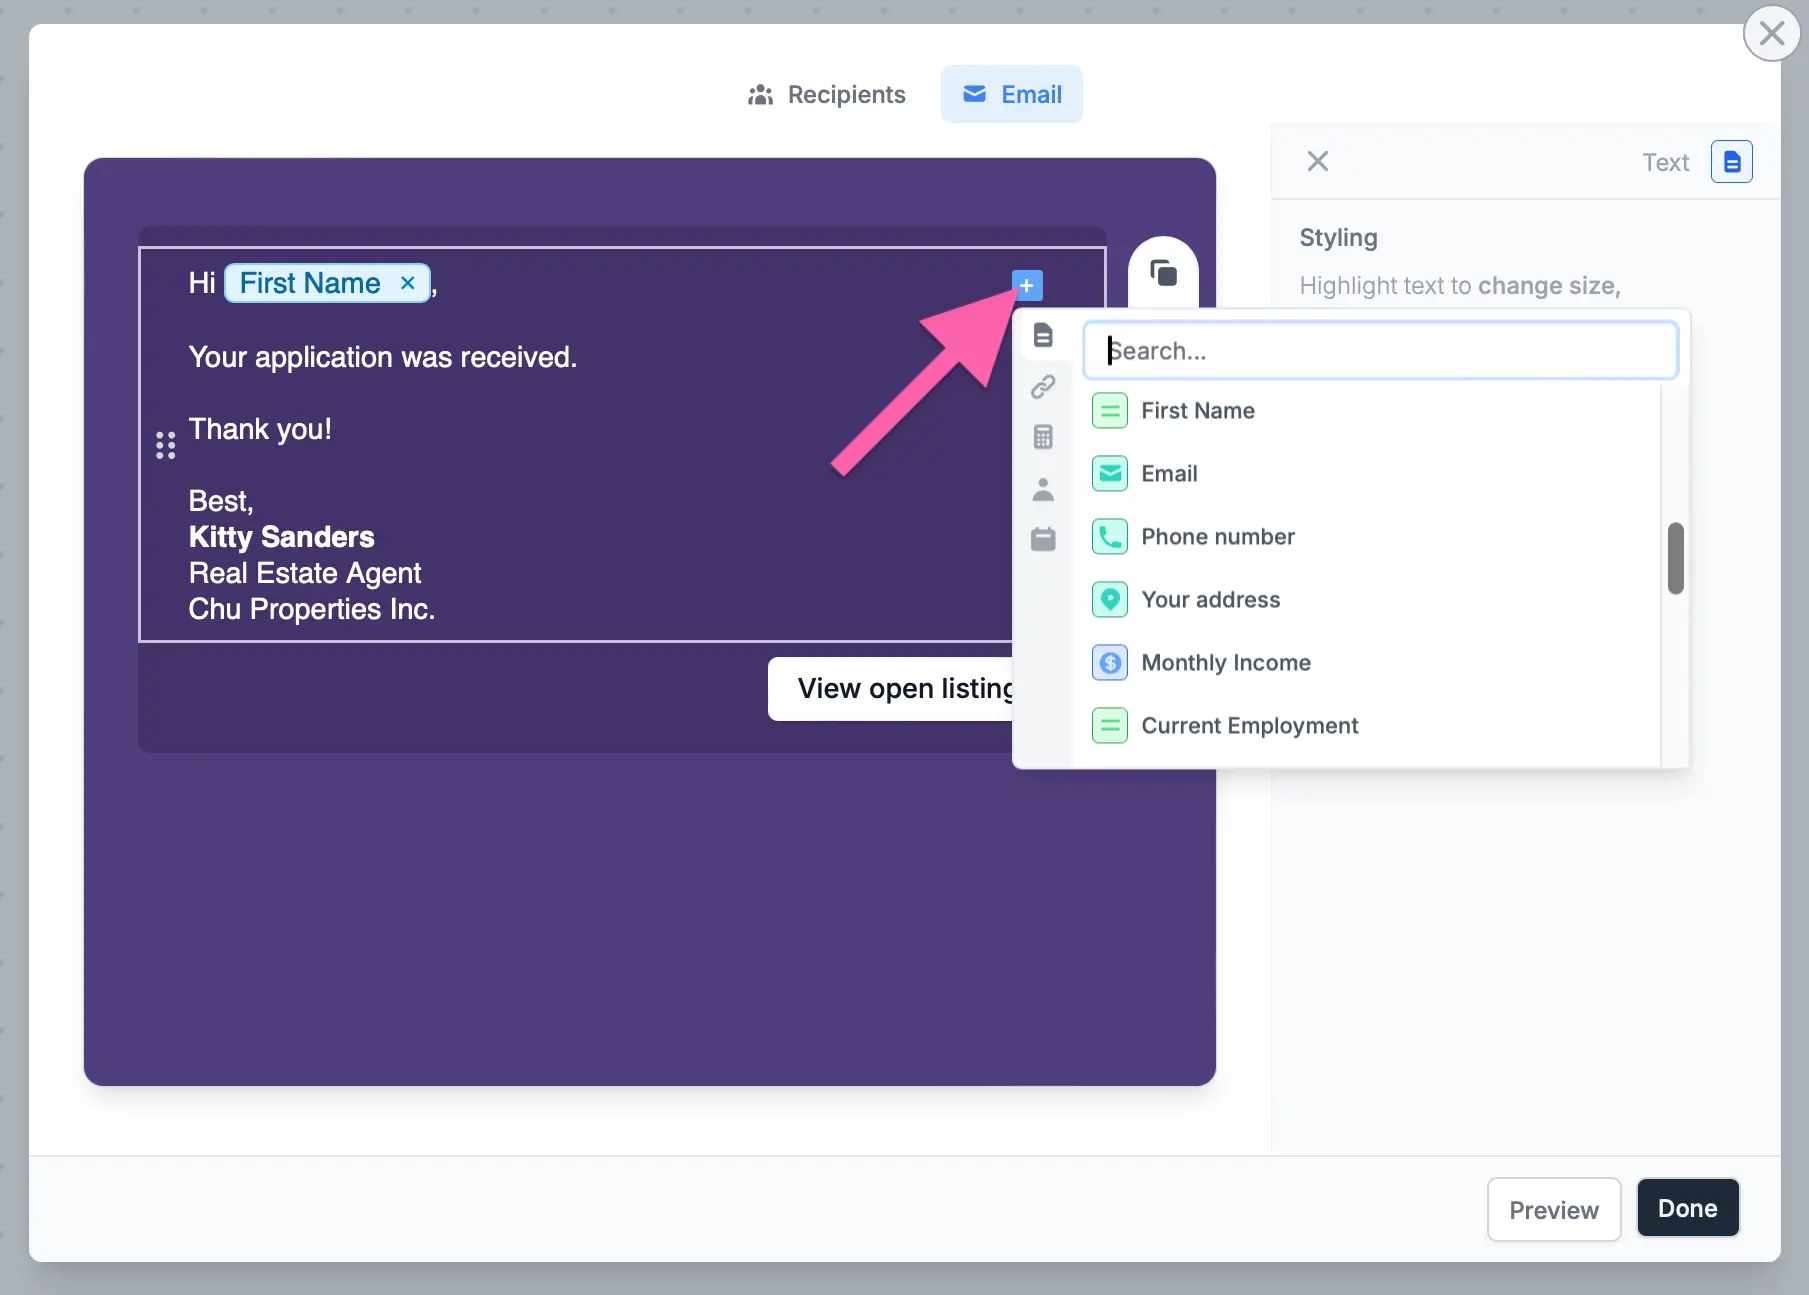 Recipients
Email
Text
Styling
Highlight text to change size,
Hi First Name ×,
Your application was received.
Thank you!
Best,
Kitty Sanders
Real Estate Agent
Chu Properties Inc.
View open listing
Search...
First Name
Email
Phone number
Your address
Monthly Income
Current Employment
Preview
Done